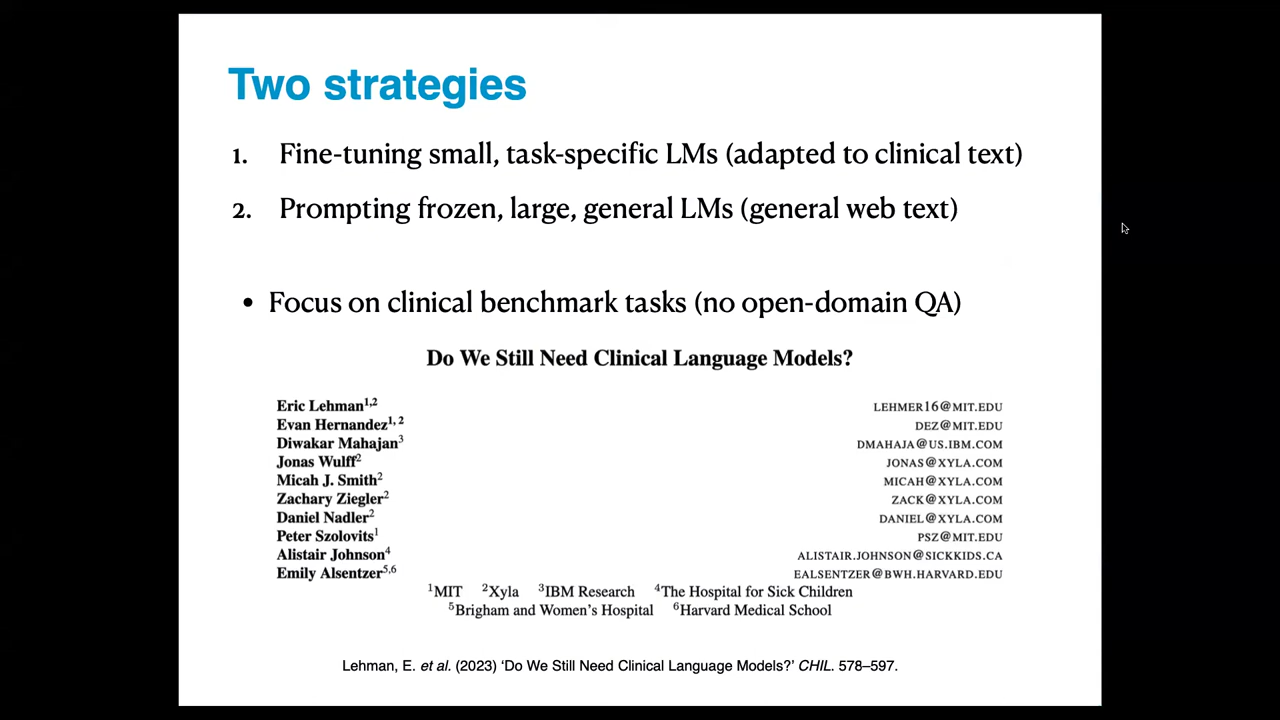 Two strategies
1. Fine-tuning small, task-specific LMs (adapted to clinical text)
2. Prompting frozen, large, general LMs (general web text)
• Focus on clinical benchmark tasks (no open-domain QA)
Do We Still Need Clinical Language Models?
Eric Lehman1,2 LEHMER16@MIT.EDU
Evan Hernandez1, 2 DEZ@MIT.EDU
Diwakar Mahajan3 DMAHAJA@US.IBM.COM
Jonas Wulff2 JONAS@XYLA.COM
Micah J. Smith2 MICAH@XYLA.COM
Zachary Ziegler2 ZACK@XYLA.COM
Daniel Nadler2 DANIEL@XYLA.COM
Peter Szolovits1 PSZ@MIT.EDU
Alistair Johnson4 ALISTAIR.JOHNSON@SICKKIDS.CA
Emily Alsentzer5,6 EALSENTZER@BWH.HARVARD.EDU
1MIT 2Xyla 3IBM Research 4The Hospital for Sick Children
5Brigham and Women's Hospital 6Harvard Medical School
Lehman, E. et al. (2023) 'Do We Still Need Clinical Language Models?' CHIL. 578–597.